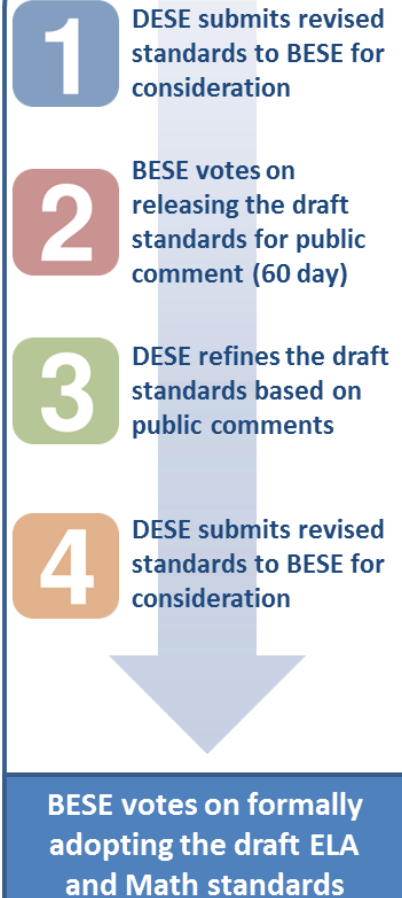 1
DESE submits revised
standards to BESE for
consideration
2
BESE votes on
releasing the draft
standards for public
comment (60 day)
3
DESE refines the draft
standards based on
public comments
4
DESE submits revised
standards to BESE for
consideration
BESE votes on formally
adopting the draft ELA
and Math standards